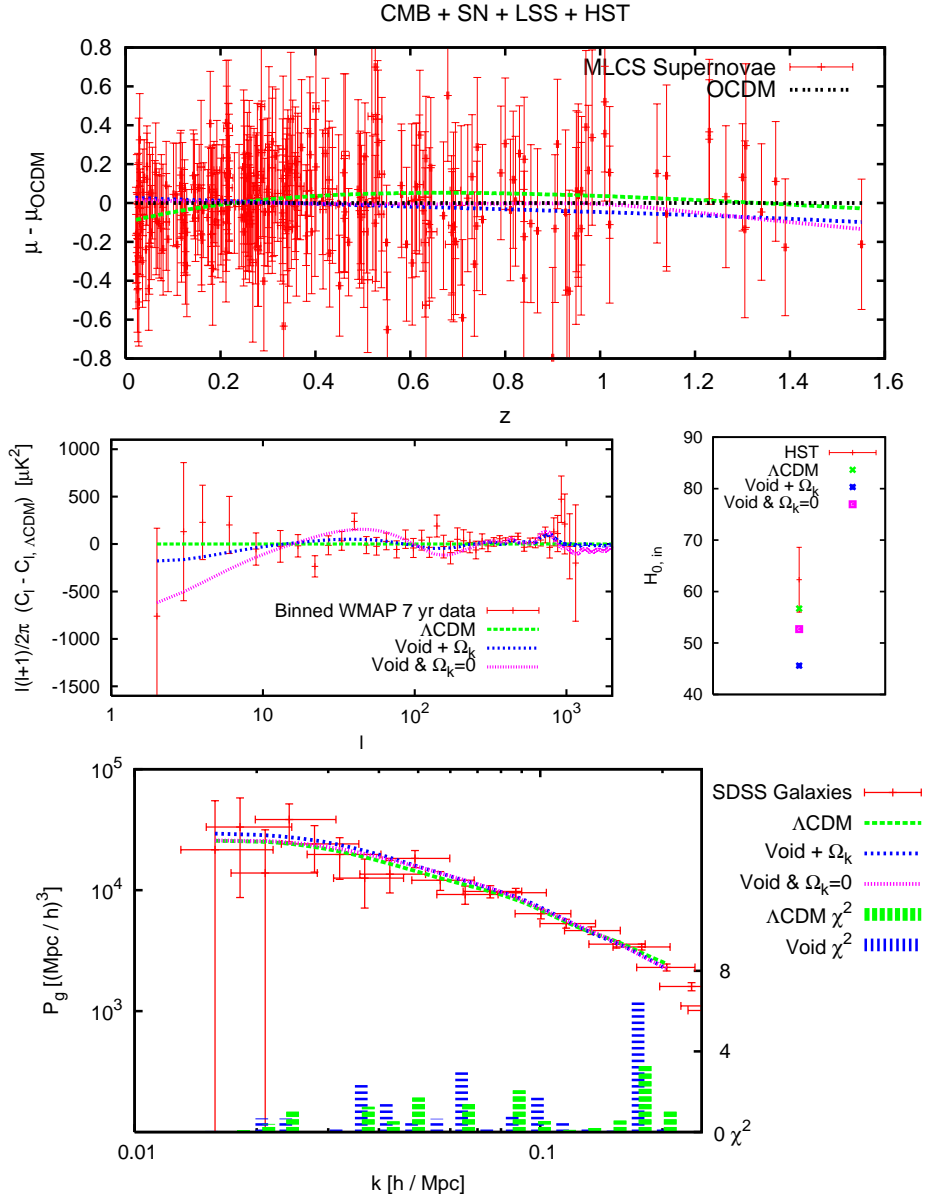 CMB + SN + LSS + HST
0.8
0.6
0.4
0.2
0
-0.2
-0.4
-0.6
-0.8
μ - μOCDM
MLCS Supernovae
OCDM
0 0.2 0.4 0.6 0.8 1 1.2 1.4 1.6
z
1000
500
0
-500
-1000
-1500
l(l+1)/2π (Cl - Cl, ΛCDM) [μK²]
Binned WMAP 7 yr data
ΛCDM
Void + Ωk
Void & Ωk=0
1 10 10² 10³
l
90
80
70
60
50
40
H0, in
HST
ΛCDM
Void + Ωk
Void & Ωk=0
10⁵
10⁴
10³
Pg [(Mpc / h)³]
SDSS Galaxies
ΛCDM
Void + Ωk
Void & Ωk=0
ΛCDM χ²
Void χ²
8
4
0 χ²
0.01 0.1
k [h / Mpc]